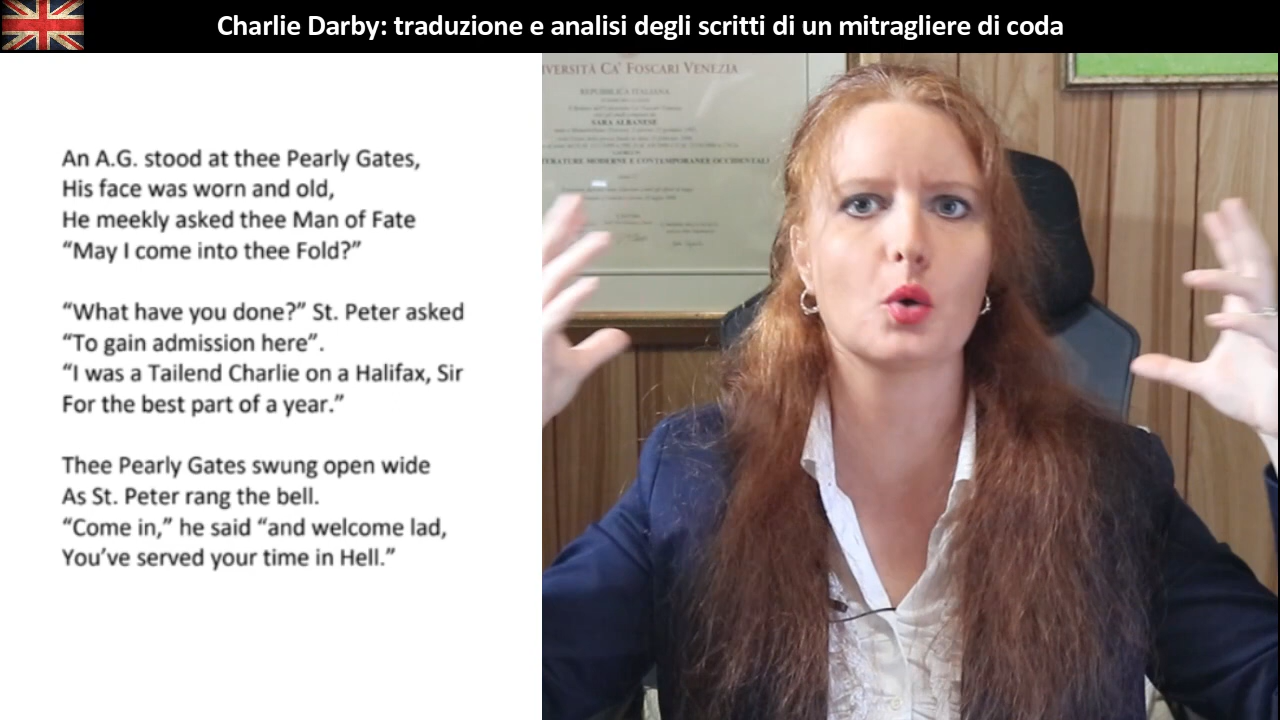 Charlie Darby: traduzione e analisi degli scritti di un mitragliere di coda
An A.G. stood at thee Pearly Gates,
His face was worn and old,
He meekly asked thee Man of Fate
“May I come into thee Fold?”
“What have you done?” St. Peter asked
“To gain admission here”.
“I was a Tailend Charlie on a Halifax, Sir
For the best part of a year.”
Thee Pearly Gates swung open wide
As St. Peter rang the bell.
“Come in,” he said “and welcome lad,
You’ve served your time in Hell.”
IVERSITÀ CA' FOSCARI VENEZIA
REPUBBLICA ITALIANA
SARA ALBANESE
MODERNE E CONTEMPORANEE OCCIDENTALI